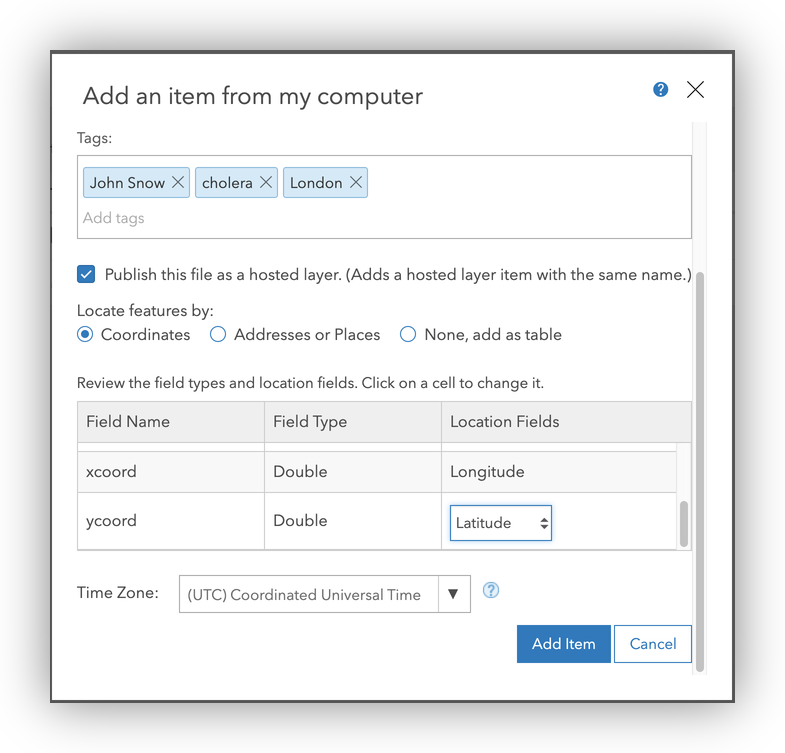 Add an item from my computer ?
Tags:
John Snow cholera London
Add tags
Publish this file as a hosted layer. (Adds a hosted layer item with the same name.)
Locate features by:
Coordinates Addresses or Places None, add as table
Review the field types and location fields. Click on a cell to change it.
Field Name Field Type Location Fields
xcoord Double Longitude
ycoord Double Latitude
Time Zone: (UTC) Coordinated Universal Time ?
Add Item Cancel